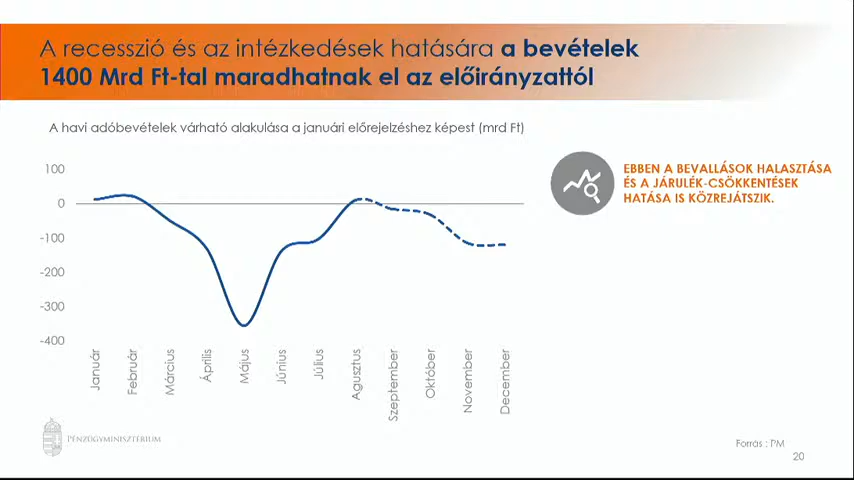 A recesszió és az intézkedések hatására a bevételek
1400 Mrd Ft-tal maradhatnak el az előirányzattól
A havi adóbevételek várható alakulása a januári előrejelzéshez képest (mrd Ft)
EBBEN A BEVALLÁSOK HALASZTÁSA
ÉS A JÁRULÉK-CSÖKKENTÉSEK
HATÁSA IS KÖZREJÁTSZIK.
100
0
-100
-200
-300
-400
Január
Február
Március
Április
Május
Június
Július
Agusztus
Szeptember
Október
November
December
PÉNZÜGYMINISZTÉRIUM
Forrás : PM
20